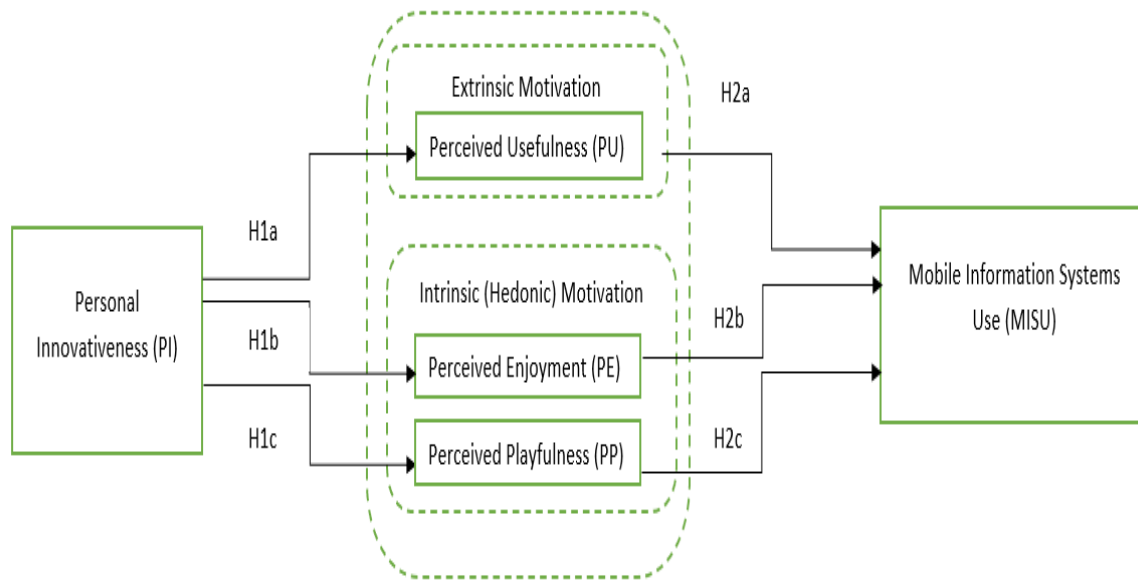 Extrinsic Motivation
H2a
Perceived Usefulness (PU)
H1a
Personal
Innovativeness (PI)
Intrinsic (Hedonic) Motivation
Mobile Information Systems
Use (MISU)
H1b
H2b
Perceived Enjoyment (PE)
H1c
Perceived Playfulness (PP)
H2c